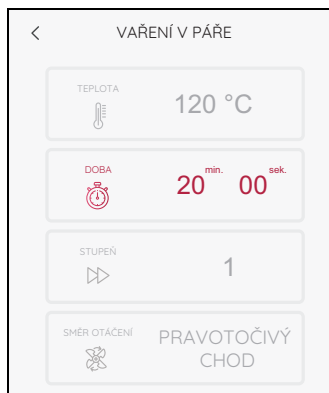 VAŘENÍ V PÁŘE
TEPLOTA
120 °C
DOBA
20 min. 00 sek.
STUPEŇ
1
SMĚR OTÁČENÍ
PRAVOTOČIVÝ
CHOD